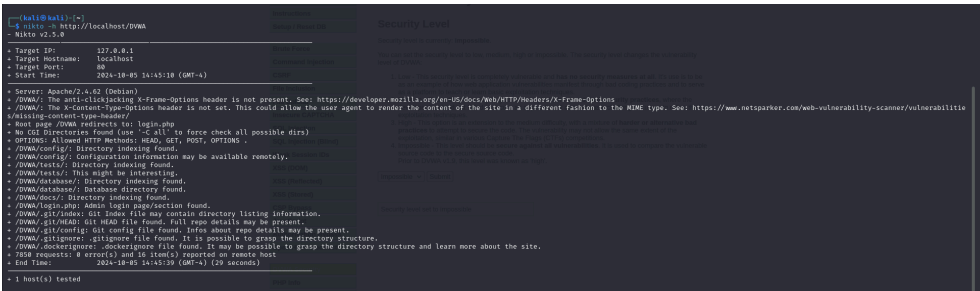 (kali㉿kali)-[~]
$ nikto -h http://localhost/DVWA
- Nikto v2.5.0
+ Target IP: 127.0.0.1
+ Target Hostname: localhost
+ Target Port: 80
+ Start Time: 2024-10-05 14:45:10 (GMT-4)
+ Server: Apache/2.4.62 (Debian)
+ /DVWA/: The anti-clickjacking X-Frame-Options header is not present. See: https://developer.mozilla.org/en-US/docs/Web/HTTP/Headers/X-Frame-Options
+ /DVWA/: The X-Content-Type-Options header is not set. This could allow the user agent to render the content of the site in a different fashion to the MIME type. See: https://www.netsparker.com/web-vulnerability-scanner/vulnerabilitie
s/missing-content-type-header/
+ Root page /DVWA redirects to: login.php
+ No CGI Directories found (use '-C all' to force check all possible dirs)
+ OPTIONS: Allowed HTTP Methods: HEAD, GET, POST, OPTIONS .
+ /DVWA/config/: Directory indexing found.
+ /DVWA/config/: Configuration information may be available remotely.
+ /DVWA/tests/: Directory indexing found.
+ /DVWA/tests/: This might be interesting.
+ /DVWA/database/: Directory indexing found.
+ /DVWA/database/: Database directory found.
+ /DVWA/docs/: Directory indexing found.
+ /DVWA/login.php: Admin login page/section found.
+ /DVWA/.git/index: Git Index file may contain directory listing information.
+ /DVWA/.git/HEAD: Git HEAD file found. Full repo details may be present.
+ /DVWA/.git/config: Git config file found. Infos about repo details may be present.
+ /DVWA/.gitignore: .gitignore file found. It is possible to grasp the directory structure.
+ /DVWA/.dockerignore: .dockerignore file found. It may be possible to grasp the directory structure and learn more about the site.
+ 7850 requests: 0 error(s) and 16 item(s) reported on remote host
+ End Time: 2024-10-05 14:45:39 (GMT-4) (29 seconds)
+ 1 host(s) tested
Security Level